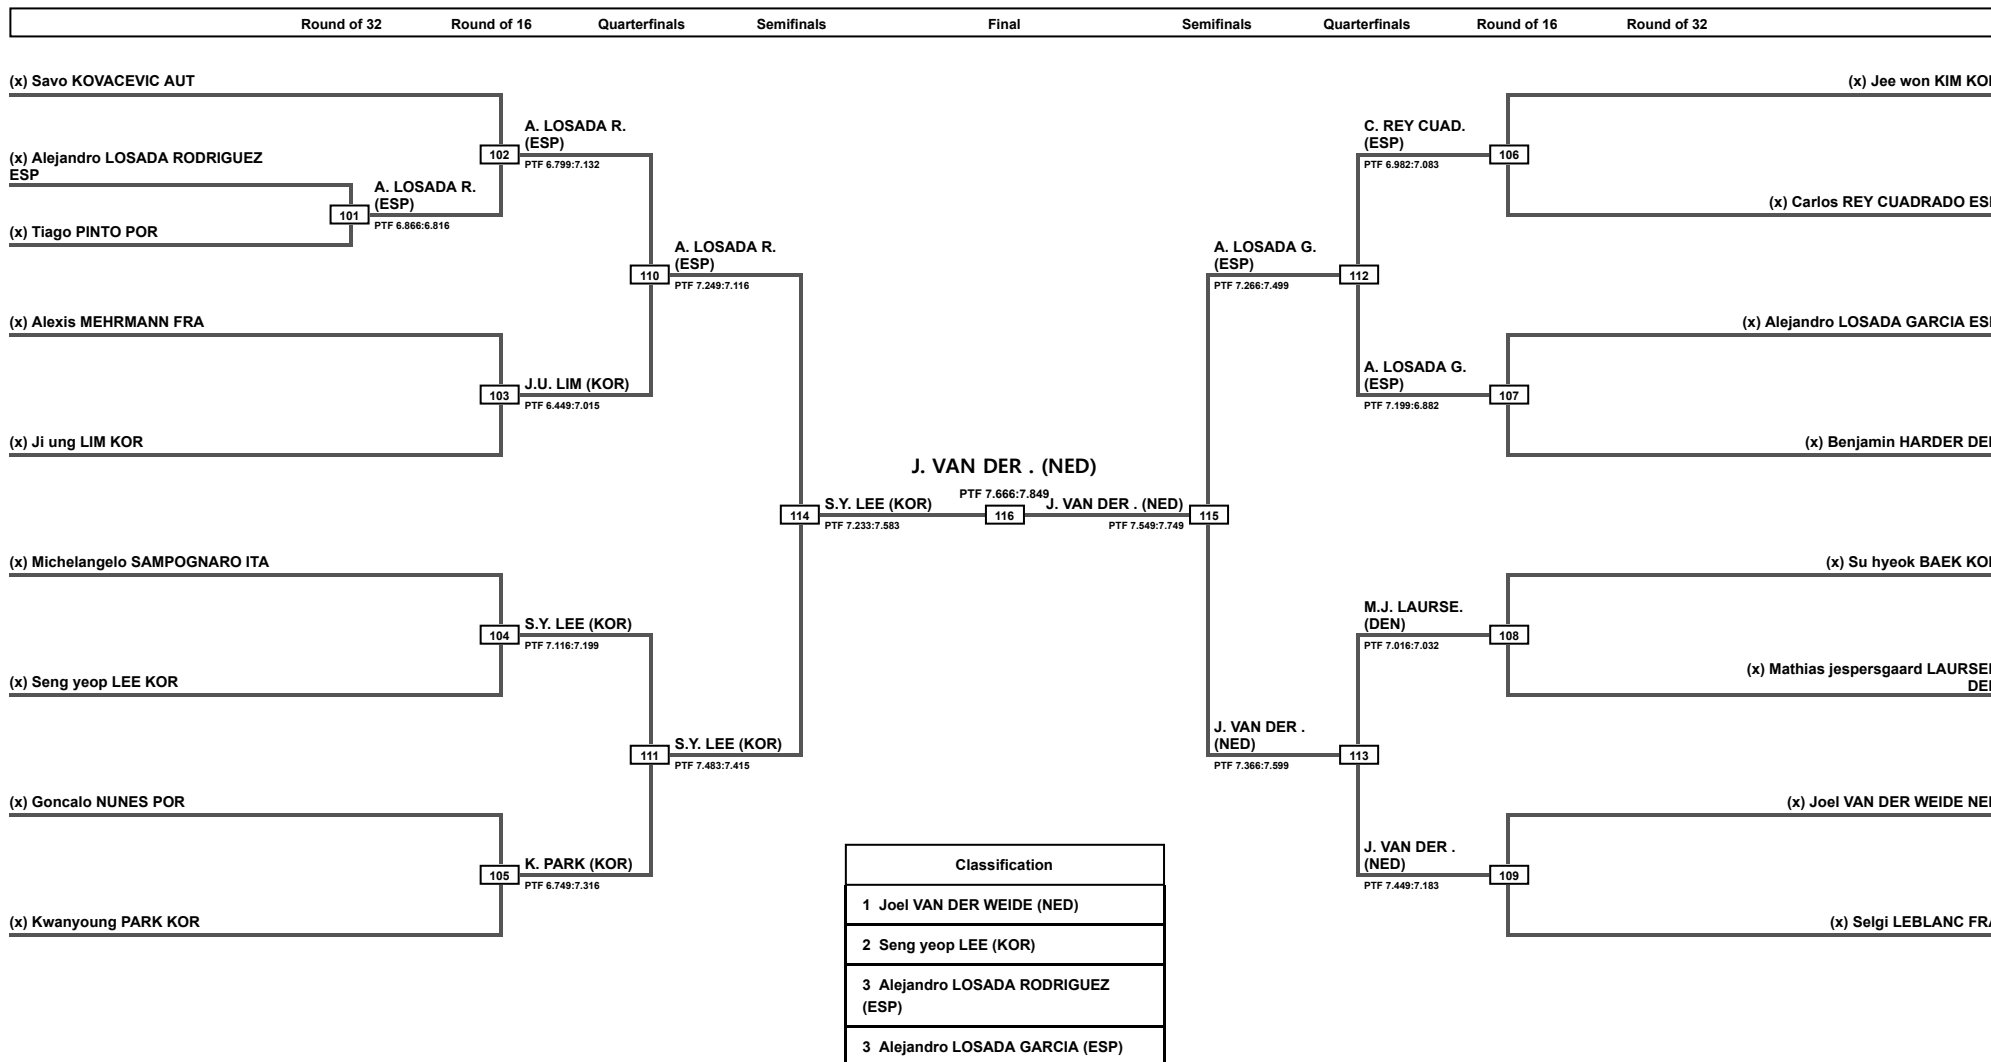 Round of 32 Round of 16 Quarterfinals Semifinals Final Semifinals Quarterfinals Round of 16 Round of 32
(x) Savo KOVACEVIC AUT
(x) Alejandro LOSADA RODRIGUEZ
ESP
(x) Tiago PINTO POR
(x) Alexis MEHRMANN FRA
(x) Ji ung LIM KOR
(x) Michelangelo SAMPOGNARO ITA
(x) Seng yeop LEE KOR
(x) Goncalo NUNES POR
(x) Kwanyoung PARK KOR
101
A. LOSADA R.
(ESP)
PTF 6.866:6.816
102
A. LOSADA R.
(ESP)
PTF 6.799:7.132
103
J.U. LIM (KOR)
PTF 6.449:7.015
104
S.Y. LEE (KOR)
PTF 7.116:7.199
105
K. PARK (KOR)
PTF 6.749:7.316
110
A. LOSADA R.
(ESP)
PTF 7.249:7.116
111
S.Y. LEE (KOR)
PTF 7.483:7.415
114
S.Y. LEE (KOR)
PTF 7.233:7.583
J. VAN DER . (NED)
PTF 7.666:7.849
116
J. VAN DER . (NED)
PTF 7.549:7.749
115
A. LOSADA G.
(ESP)
PTF 7.266:7.499
112
J. VAN DER .
(NED)
PTF 7.366:7.599
113
C. REY CUAD.
(ESP)
PTF 6.982:7.083
106
A. LOSADA G.
(ESP)
PTF 7.199:6.882
107
M.J. LAURSE.
(DEN)
PTF 7.016:7.032
108
J. VAN DER .
(NED)
PTF 7.449:7.183
109
(x) Jee won KIM
(x) Carlos REY CUADRADO
(x) Alejandro LOSADA GARCIA
(x) Benjamin HARDER
(x) Su hyeok BAEK
(x) Mathias jespersgaard
(x) Joel VAN DER WEIDE
(x) Selgi LEBLANC
Classification
1 Joel VAN DER WEIDE (NED)
2 Seng yeop LEE (KOR)
3 Alejandro LOSADA RODRIGUEZ
(ESP)
3 Alejandro LOSADA GARCIA (ESP)